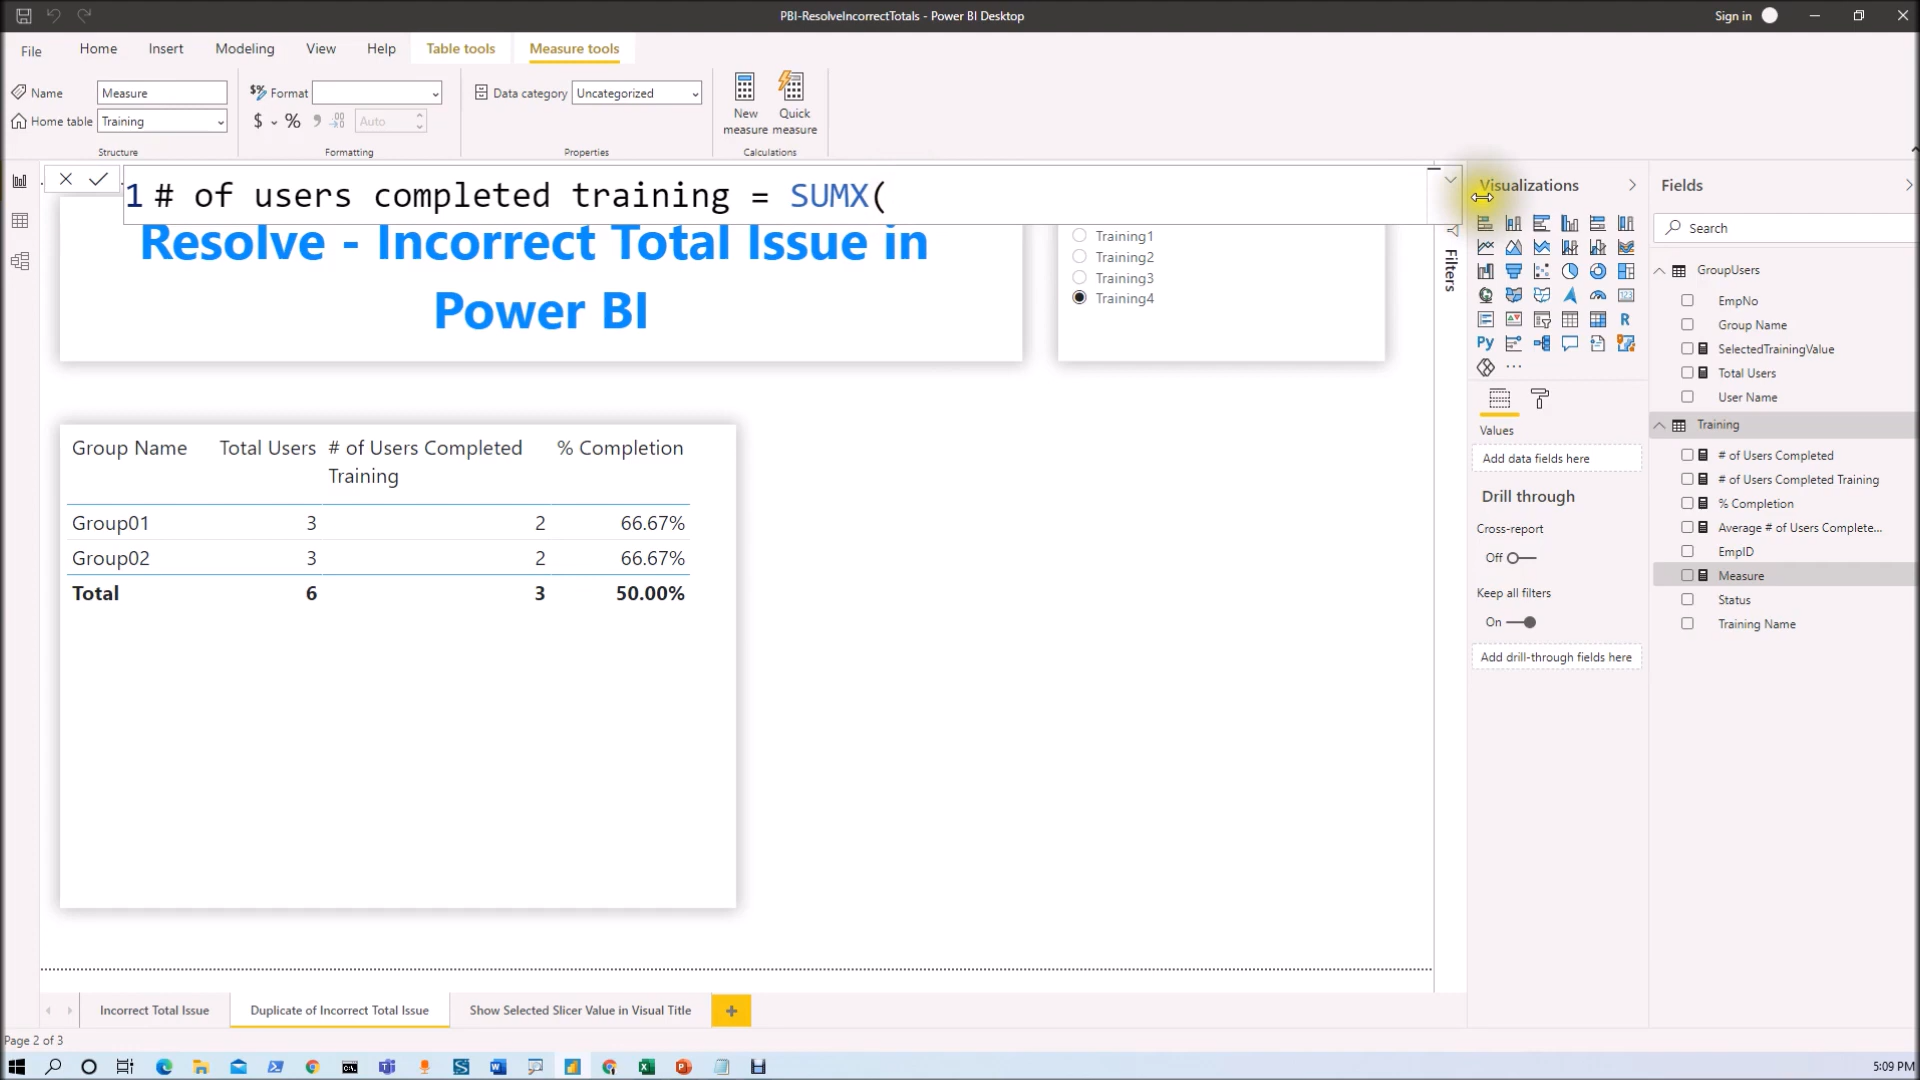 PBI-ResolveIncorrectTotals - Power BI Desktop
Sign in
File
Home
Insert
Modeling
View
Help
Table tools
Measure tools
Name
Measure
Home table
Training
Structure
Format
$ %
Auto
Formatting
Data category
Uncategorized
Properties
New measure
Quick measure
Calculations
1 # of users completed training = SUMX(
Resolve - Incorrect Total Issue in
Power BI
Training1
Training2
Training3
Training4
Filters
Group Name Total Users # of Users Completed % Completion
Training
Group01 3 2 66.67%
Group02 3 2 66.67%
Total 6 3 50.00%
Visualizations
R
Py
Values
Add data fields here
Drill through
Cross-report
Off
Keep all filters
On
Add drill-through fields here
Fields
Search
GroupUsers
EmpNo
Group Name
SelectedTrainingValue
Total Users
User Name
Training
# of Users Completed
# of Users Completed Training
% Completion
Average # of Users Complete...
EmpID
Measure
Status
Training Name
Incorrect Total Issue
Duplicate of Incorrect Total Issue
Show Selected Slicer Value in Visual Title
+
Page 2 of 3
5:09 PM